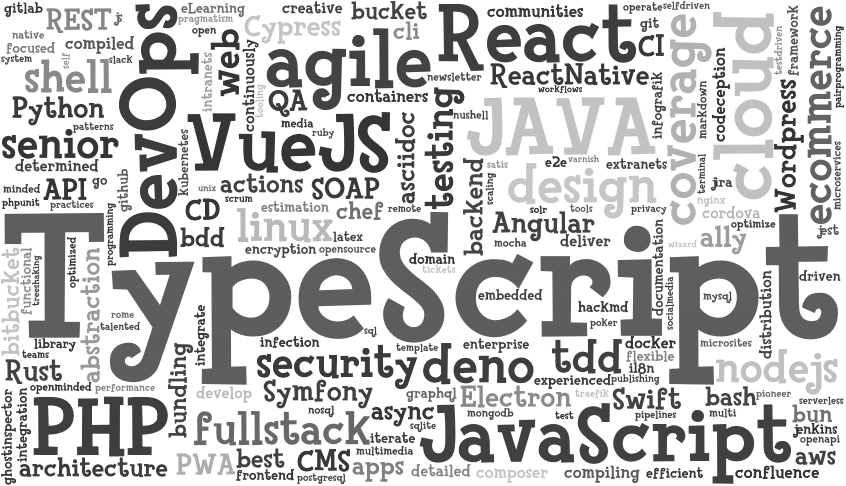 gitlab
REST
js
eLearning
pragmatism
open
creative
bucket
cli
communities
operate
selfdriven
git
CI
native
focused
system
compiled
self
slack
shell
DevOps
intranets
web
continuously
tooling
Cypress
agile
React
newsletter
ReactNative
workflows
infografik
coverage
markdown
codeception
cloud
testdriven
framework
Wordpress
ecommerce
pairprogramming
microservices
Python
patterns
senior
determined
QA
containers
media
ruby
VueJS
asciidoc
testing
nushell
JAVA
satis
e2e
varnish
extranets
terminal
nginx
jira
minded
API
go
phpunit
practices
github
kubernetes
unix
actions
scrum
SOAP
backend
scaling
design
solr
tools
privacy
cordova
optimize
jest
CD
estimation
chef
remote
bdd
linux
latex
encryption
opensource
Angular
mocha
deliver
documentation
wizard
ally
programming
TypeScript
domain
tickets
bitbucket
functional
treeshaking
optimized
abstraction
rome
talented
embedded
hackmd
poker
socialmedia
mysql
distribution
driven
library
teams
integrate
infection
sql
template
enterprise
docker
microsites
flexible
Rust
openminded
performance
bundling
security
deno
tdd
il8n
experienced
publishing
nodejs
develop
Symfony
nosql
graphql
Electron
traefik
Swift
bash
pioneer
serverless
ghostinspector
integration
PHP
fullstack
async
sqlite
mongodb
test
pipelines
multi
bun
jenkins
openapi
iterate
multimedia
JavaScript
architecture
PWA
best
frontend
CMS
postgresql
apps
detailed
composer
compiling
efficient
confluence
aws